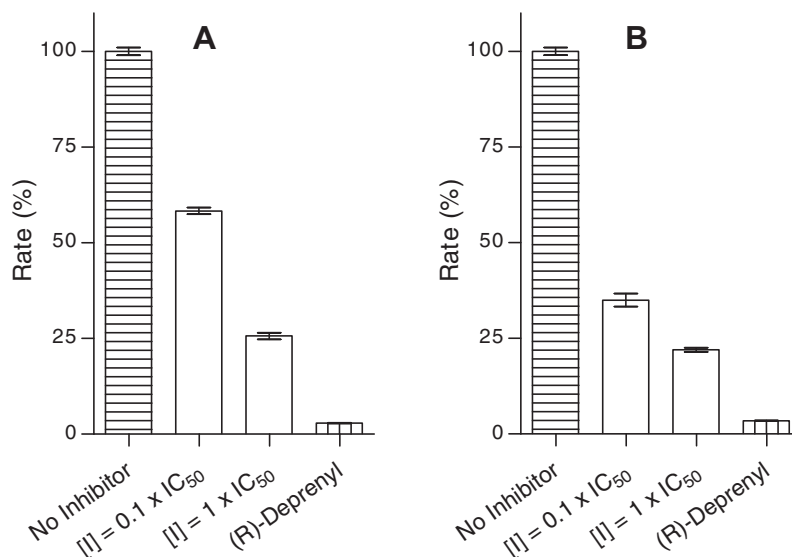 A
Rate (%)
100
75
50
25
0
No Inhibitor
[I] = 0.1 x IC₅₀
[I] = 1 x IC₅₀
(R)-Deprenyl
B
Rate (%)
100
75
50
25
0
No Inhibitor
[I] = 0.1 x IC₅₀
[I] = 1 x IC₅₀
(R)-Deprenyl